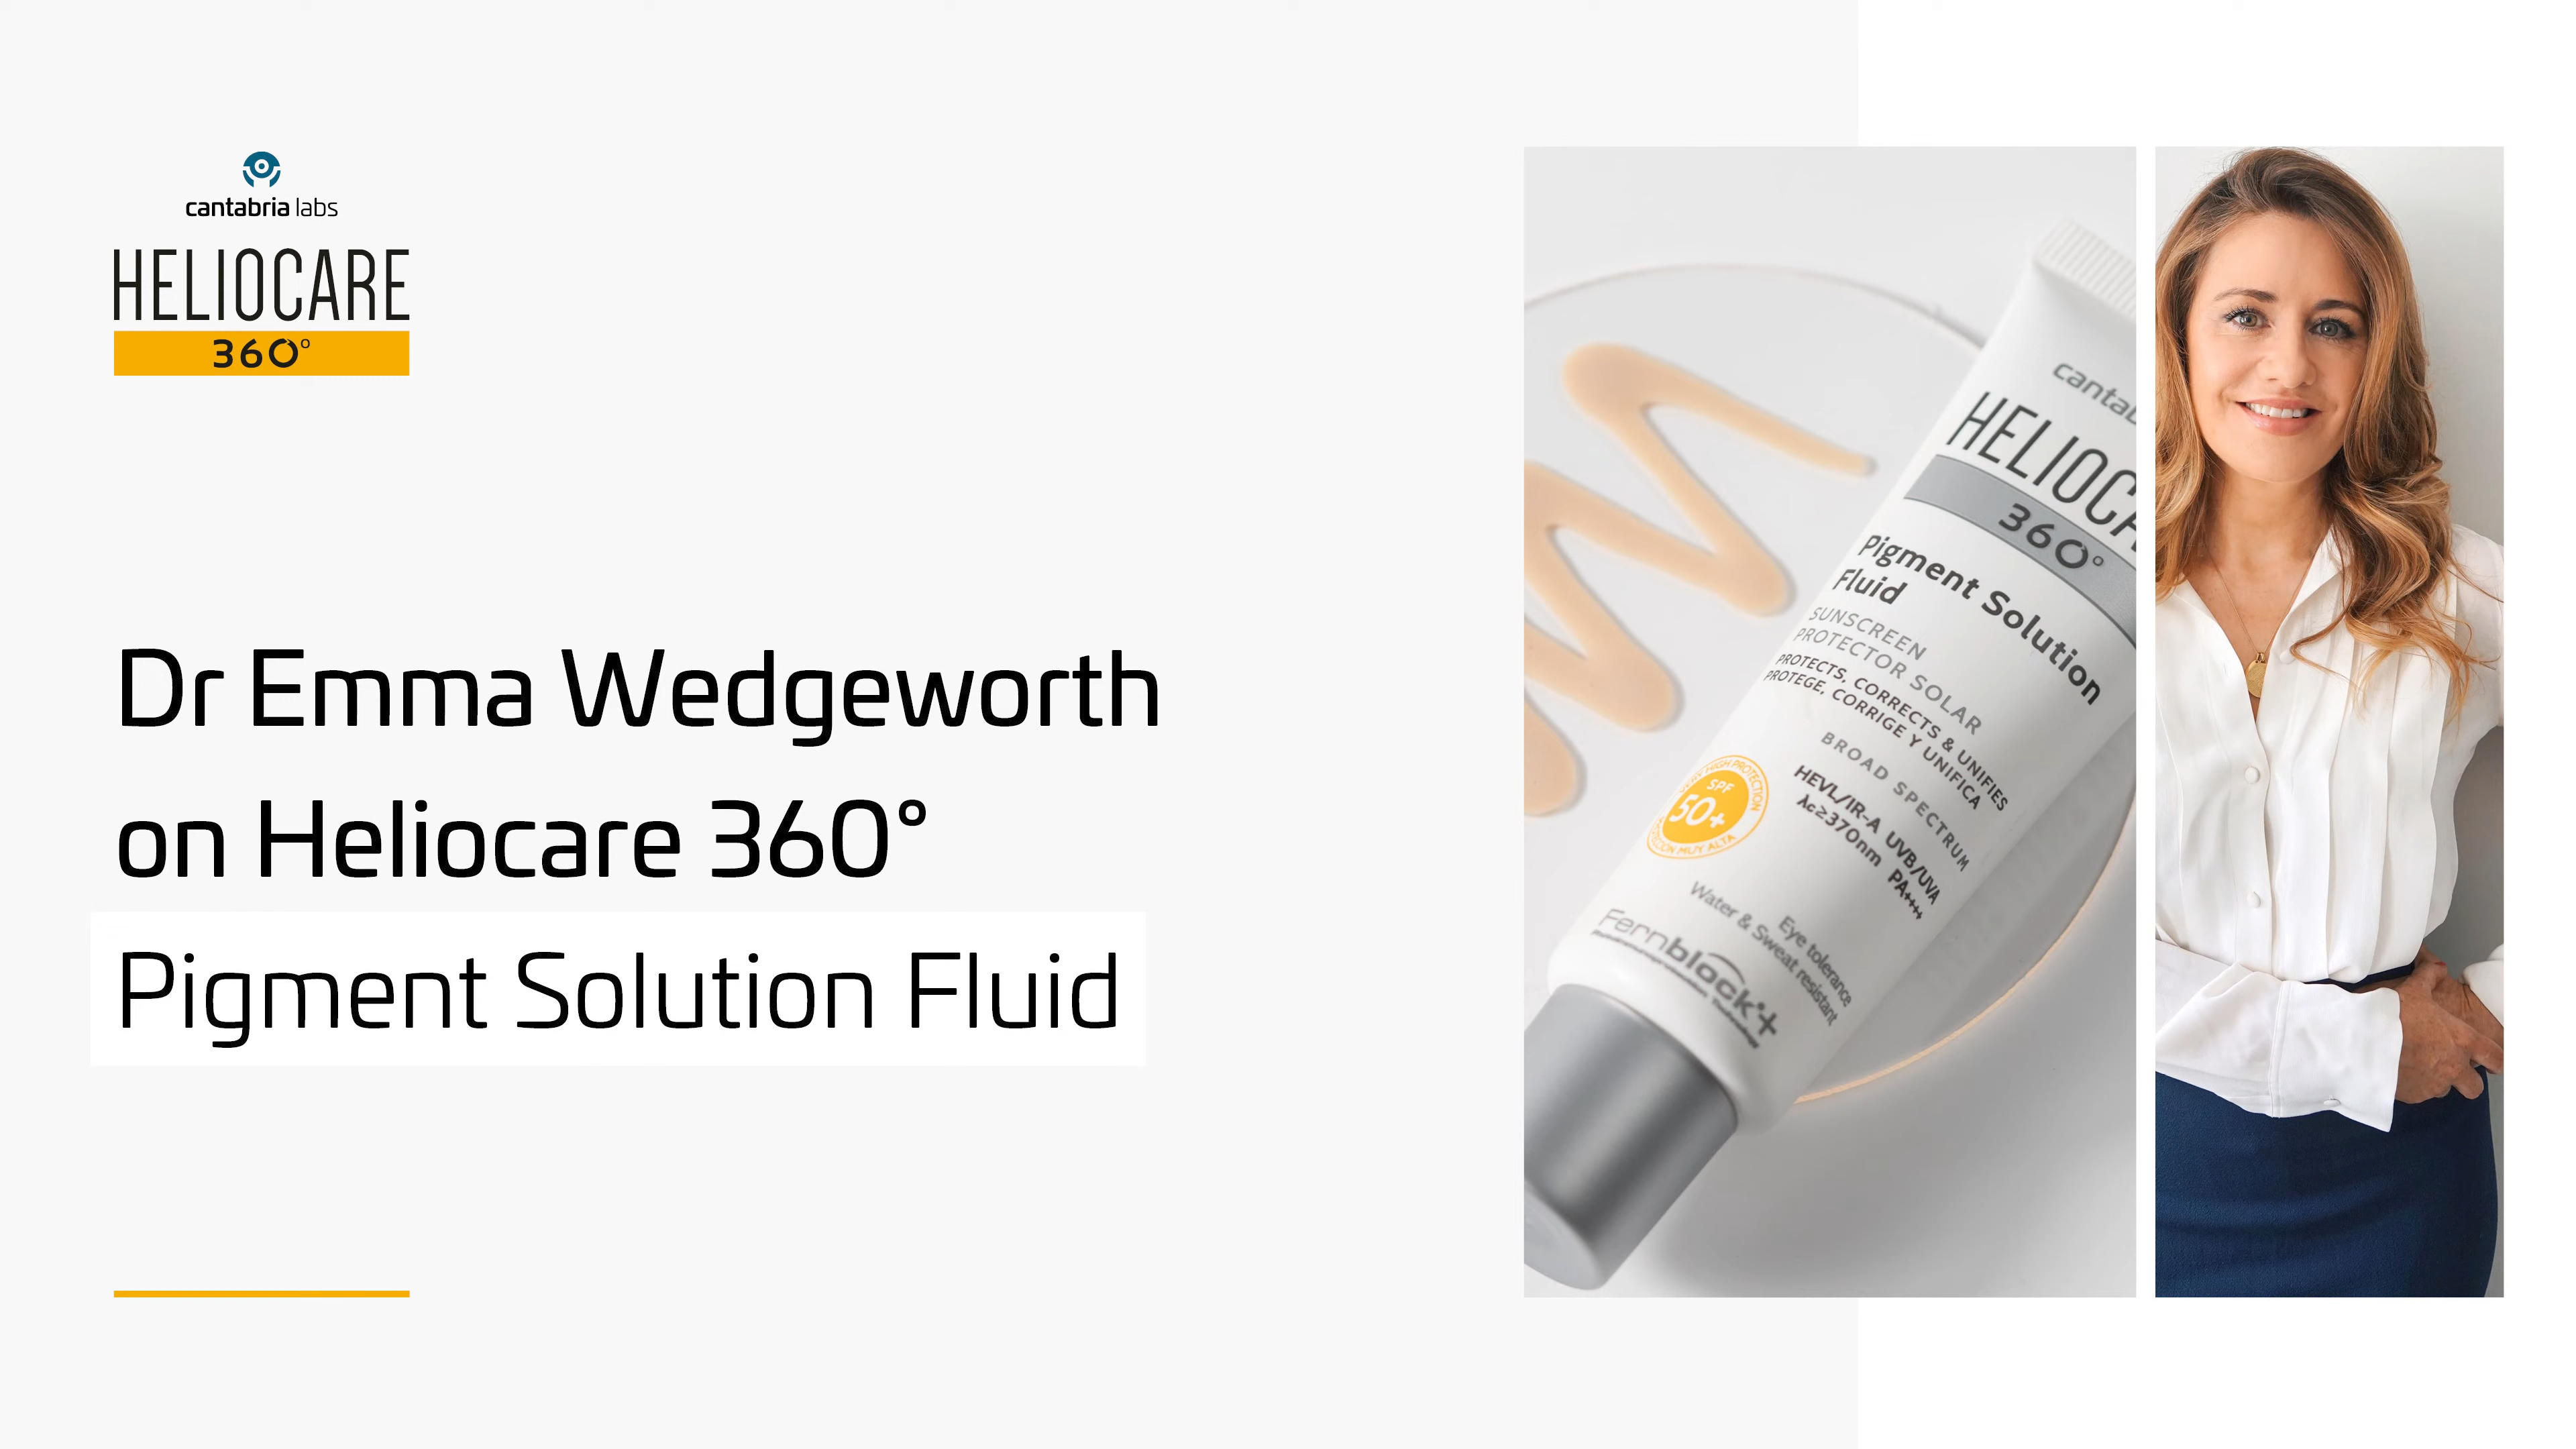 cantabria labs
HELIOCARE
360°
Dr Emma Wedgeworth
on Heliocare 360°
Pigment Solution Fluid
HELIOCA
360°
Pigment Solution
Fluid
SUNSCREEN
PROTECTOR SOLAR
PROTECTS, CORRECTS & UNIFIES
PROTEGE, CORRIGE Y UNIFICA
BROAD SPECTRUM
HEVL/IR-A UVB/UVA
λc≥370nm PA++++
SPF
50+
Eye tolerance
Water & Sweat resistant
Fernblock®+